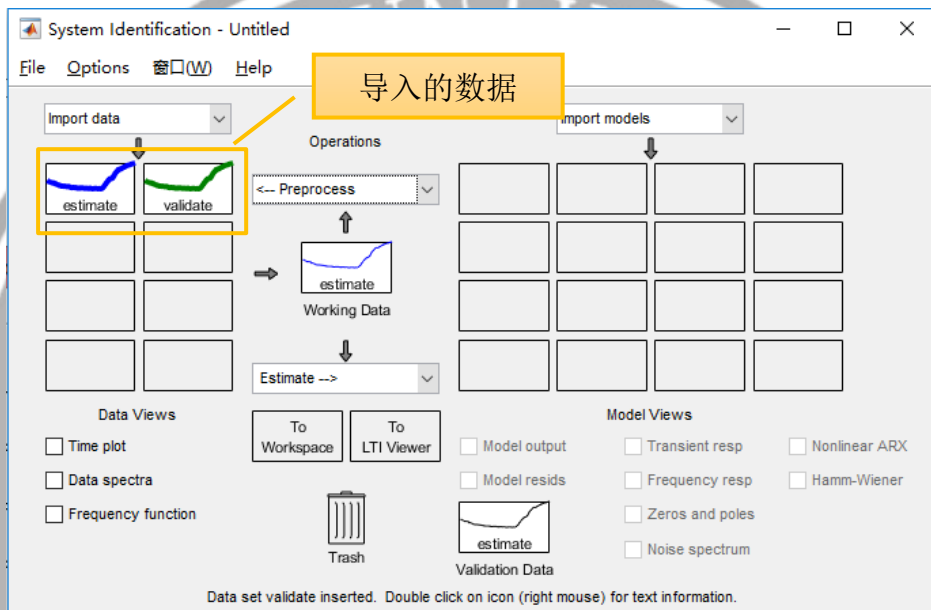 System Identification - Untitled
File Options 窗口(W) Help
导入的数据
Import data
Import models
Operations
estimate
validate
<-- Preprocess
estimate
Working Data
Estimate -->
Data Views
Time plot
Data spectra
Frequency function
To
Workspace
To
LTI Viewer
Trash
Model Views
Model output
Transient resp
Nonlinear ARX
Model resids
Frequency resp
Hamm-Wiener
Zeros and poles
Noise spectrum
estimate
Validation Data
Data set validate inserted. Double click on icon (right mouse) for text information.